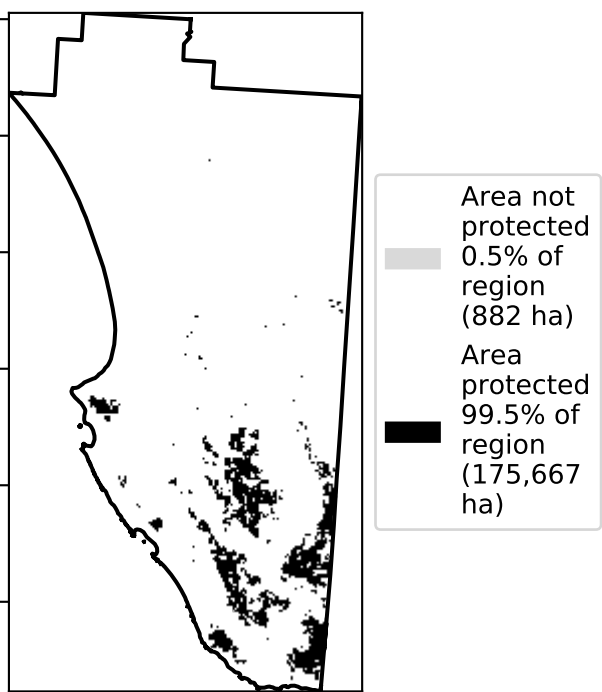 Area not
protected
0.5% of
region
(882 ha)
Area
protected
99.5% of
region
(175,667
ha)